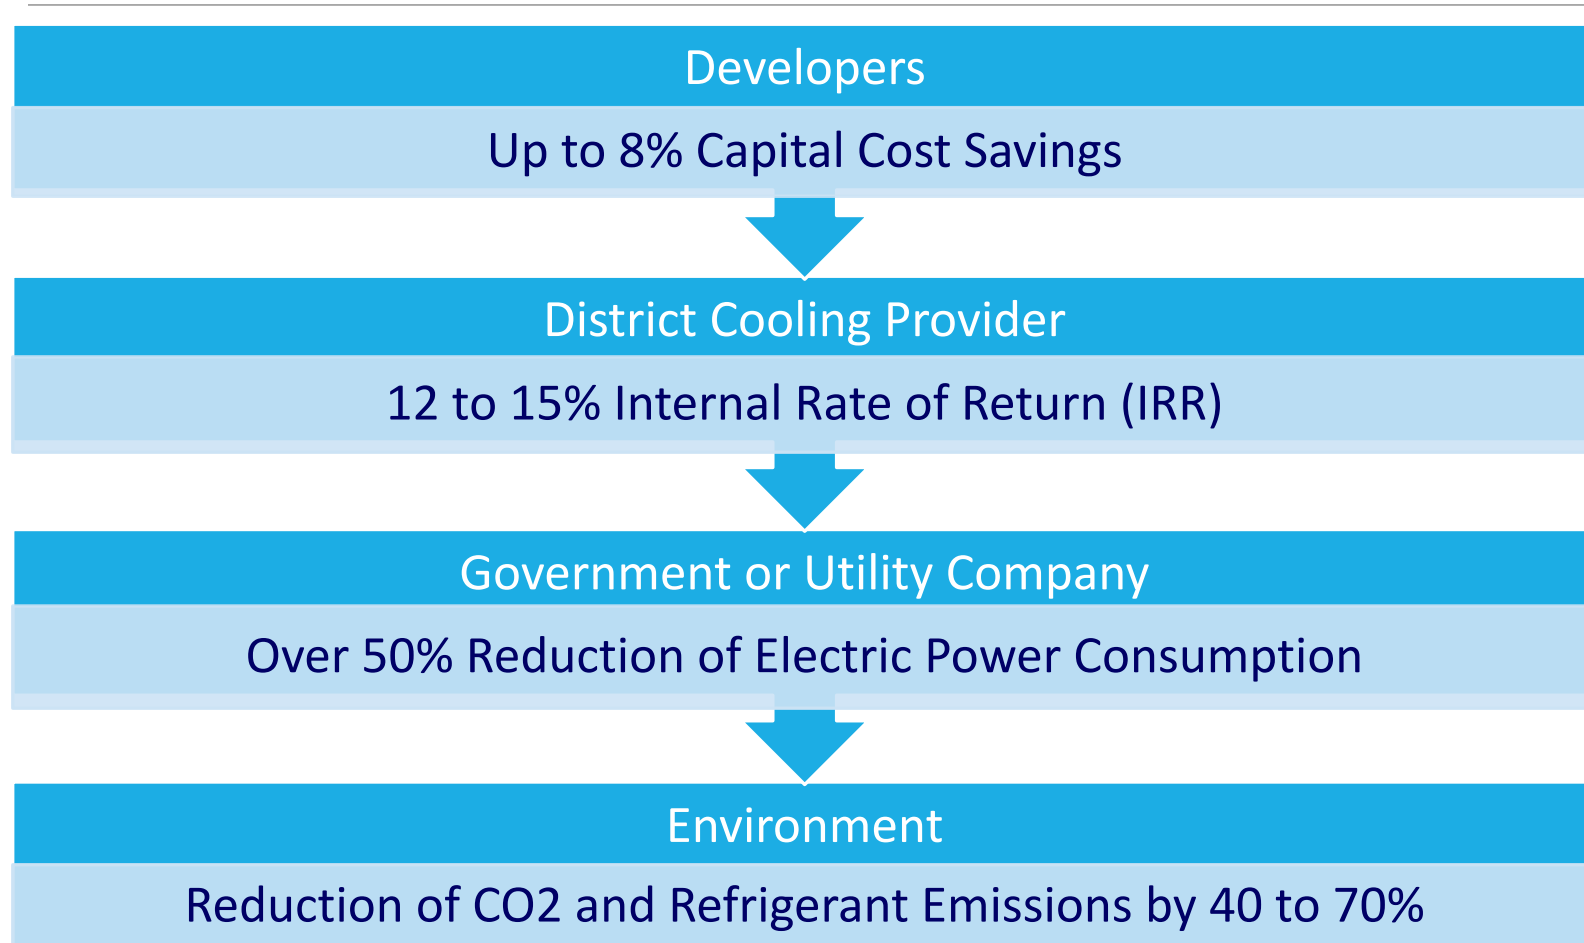 Developers
Up to 8% Capital Cost Savings
District Cooling Provider
12 to 15% Internal Rate of Return (IRR)
Government or Utility Company
Over 50% Reduction of Electric Power Consumption
Environment
Reduction of CO2 and Refrigerant Emissions by 40 to 70%